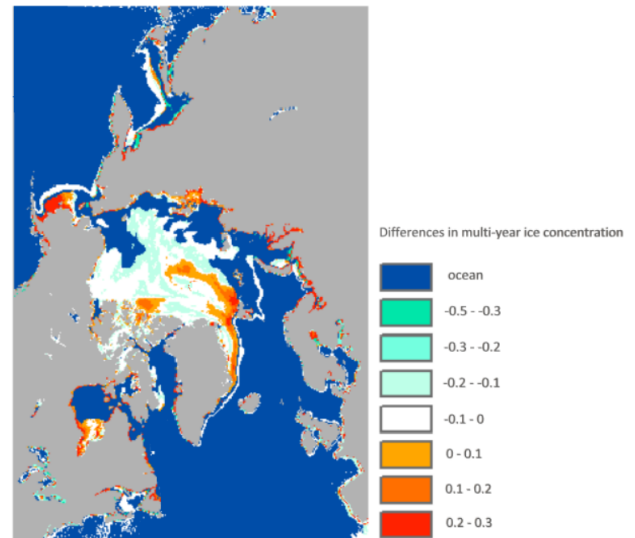 Differences in multi-year ice concentration
ocean
-0.5 - -0.3
-0.3 - -0.2
-0.2 - -0.1
-0.1 - 0
0 - 0.1
0.1 - 0.2
0.2 - 0.3